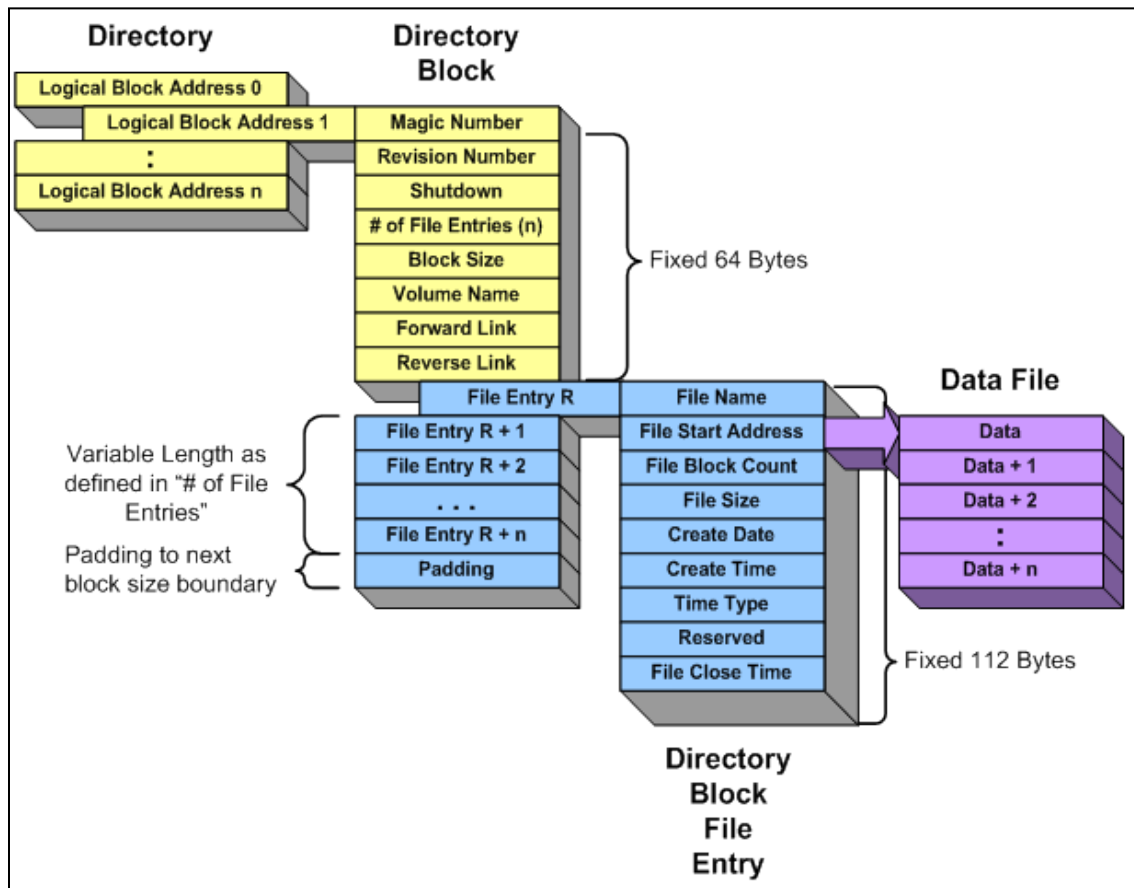 Directory
Logical Block Address 0
Logical Block Address 1
:
Logical Block Address n
Directory
Block
Magic Number
Revision Number
Shutdown
# of File Entries (n)
Block Size
Volume Name
Forward Link
Reverse Link
Fixed 64 Bytes
File Entry R
File Entry R + 1
File Entry R + 2
. . .
File Entry R + n
Padding
Variable Length as
defined in “# of File
Entries”
Padding to next
block size boundary
File Name
File Start Address
File Block Count
File Size
Create Date
Create Time
Time Type
Reserved
File Close Time
Fixed 112 Bytes
Directory
Block
File
Entry
Data File
Data
Data + 1
Data + 2
:
Data + n